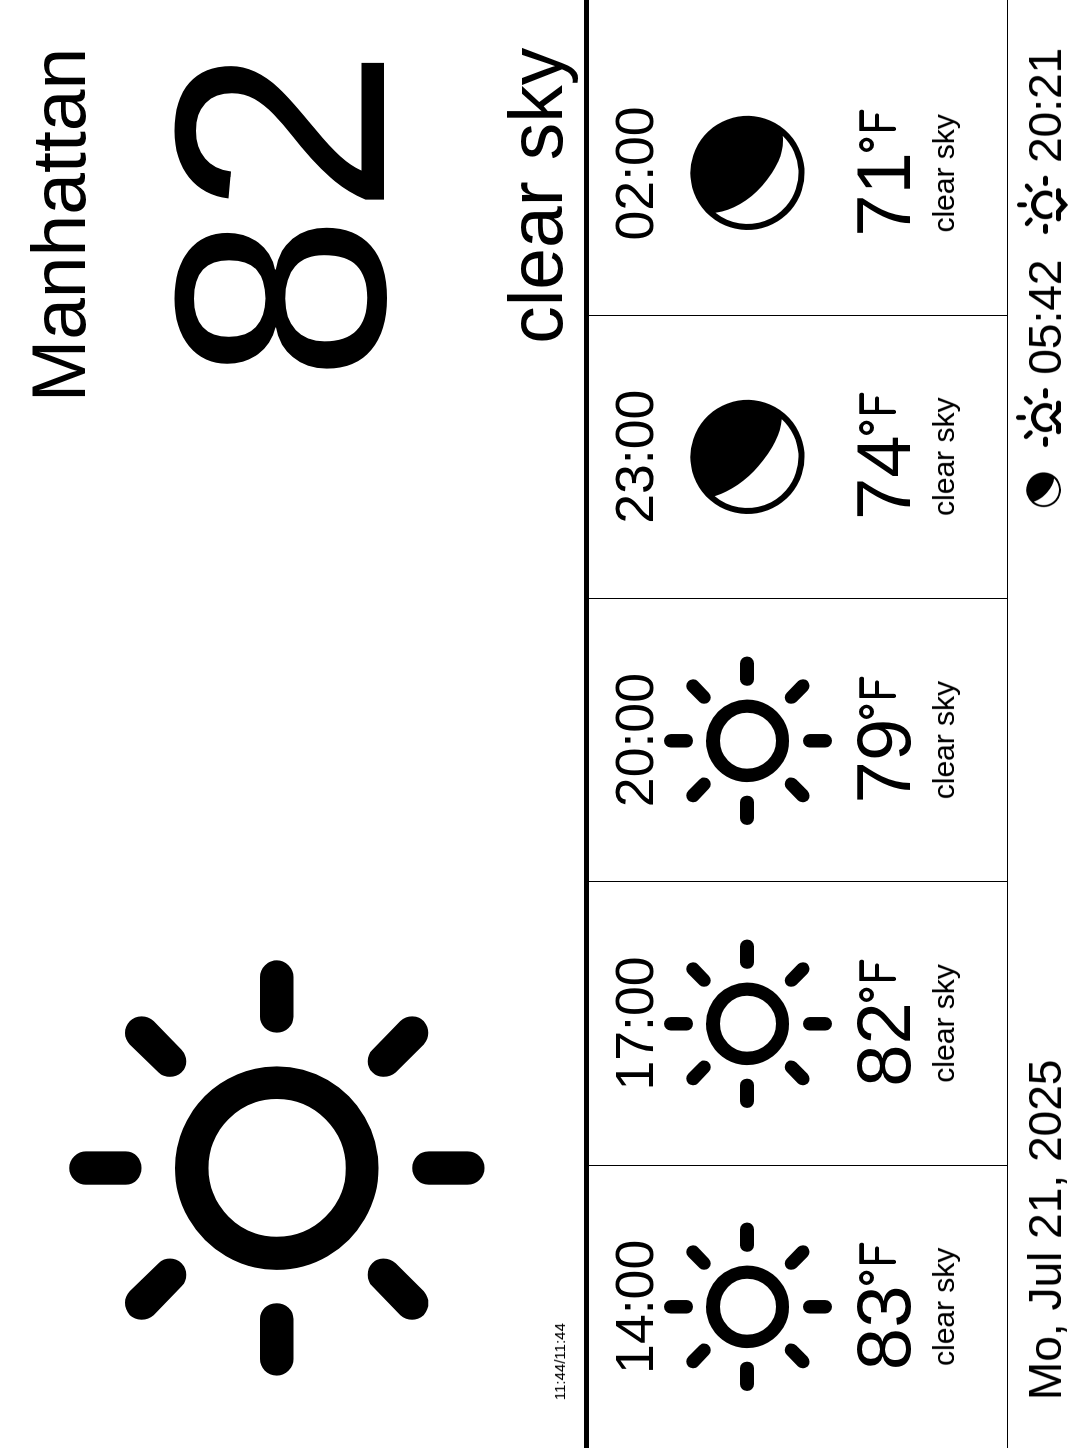 Manhattan
82
clear sky
11:44/11:44
14:00 17:00 20:00 23:00 02:00
83°F 82°F 79°F 74°F 71°F
clear sky clear sky clear sky clear sky clear sky
Mo, Jul 21, 2025 05:42 20:21